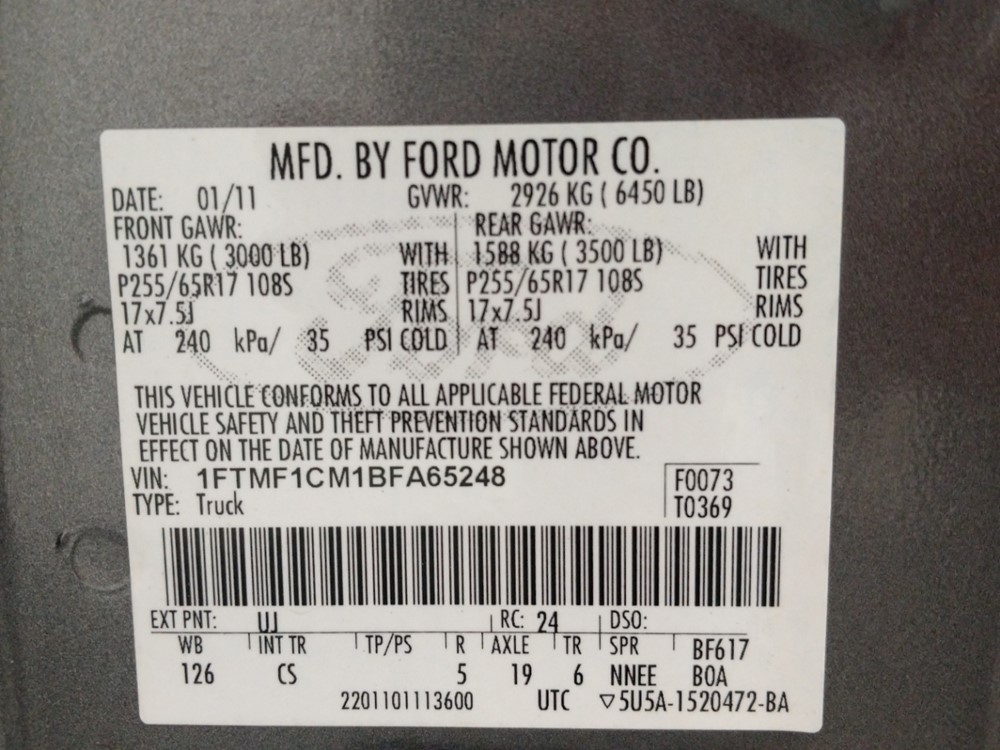 MFD. BY FORD MOTOR CO.
DATE: 01/11 GVWR: 2926 KG ( 6450 LB)
FRONT GAWR: REAR GAWR:
1361 KG ( 3000 LB) WITH 1588 KG ( 3500 LB) WITH
P255/65R17 108S TIRES P255/65R17 108S TIRES
17x7.5J RIMS 17x7.5J RIMS
AT 240 kPa/ 35 PSI COLD AT 240 kPa/ 35 PSI COLD
THIS VEHICLE CONFORMS TO ALL APPLICABLE FEDERAL MOTOR
VEHICLE SAFETY AND THEFT PREVENTION STANDARDS IN
EFFECT ON THE DATE OF MANUFACTURE SHOWN ABOVE.
VIN: 1FTMF1CM1BFA65248 F0073
TYPE: Truck T0369
EXT PNT: UJ RC: 24 DSO:
WB INT TR TP/PS R AXLE TR SPR BF617
126 CS 5 19 6 NNEE BOA
2201101113600 UTC ▽5U5A-1520472-BA
Ford